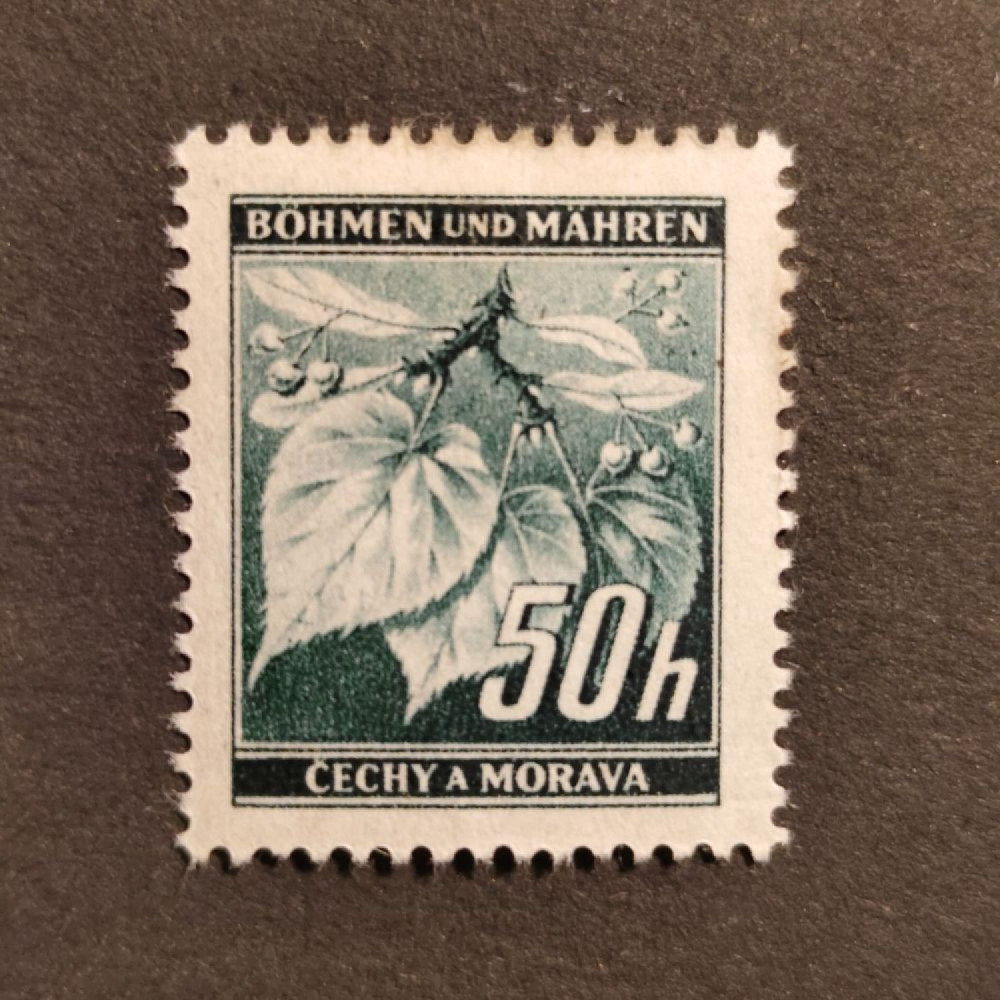 BÖHMEN UND MÄHREN
50h
ČECHY A MORAVA